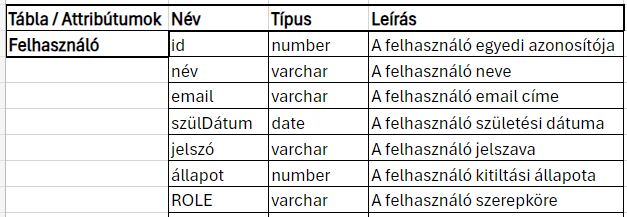 Tábla / Attribútumok Név Típus Leírás
Felhasználó id number A felhasználó egyedi azonosítója
név varchar A felhasználó neve
email varchar A felhasználó email címe
szülDátum date A felhasználó születési dátuma
jelszó varchar A felhasználó jelszava
állapot number A felhasználó kitiltási állapota
ROLE varchar A felhasználó szerepköre